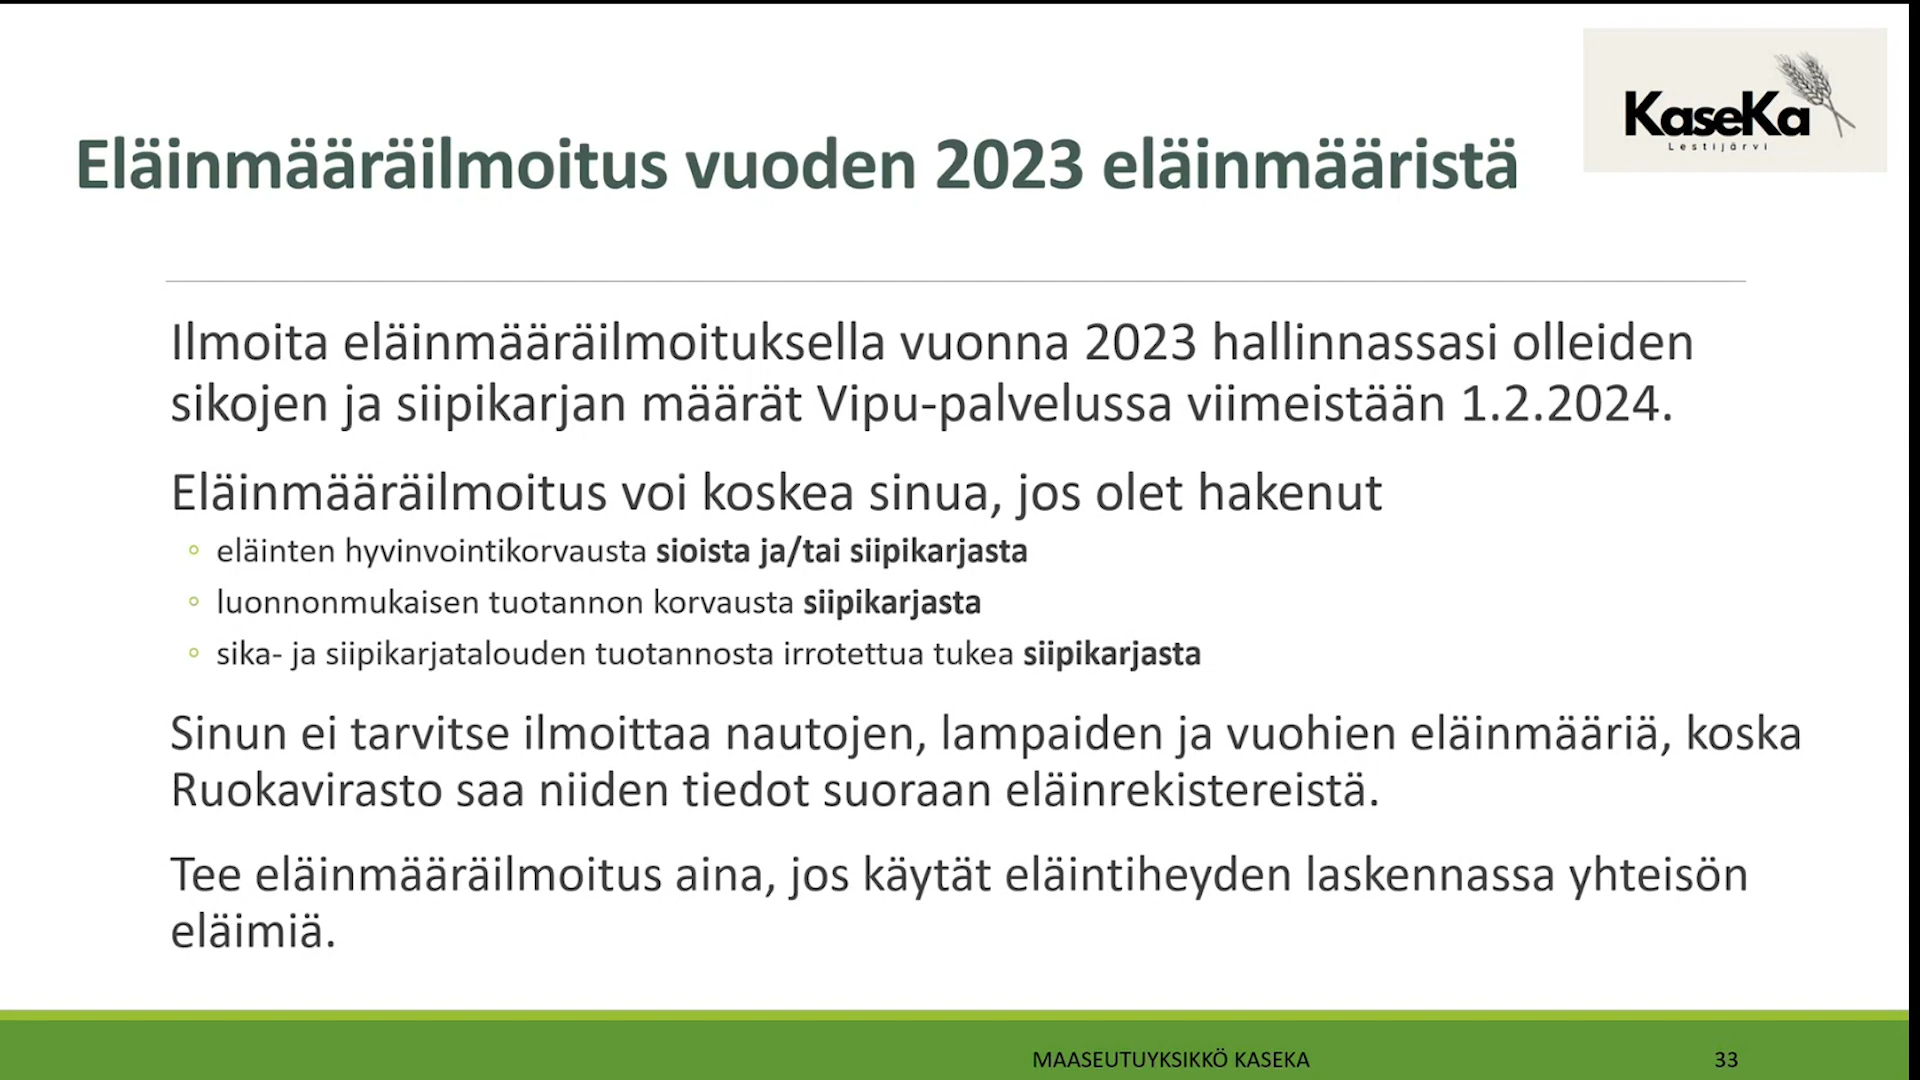 KaseKa
Lestijärvi
Eläinmääräilmoitus vuoden 2023 eläinmääristä
Ilmoita eläinmääräilmoituksella vuonna 2023 hallinnassasi olleiden
sikojen ja siipikarjan määrät Vipu-palvelussa viimeistään 1.2.2024.
Eläinmääräilmoitus voi koskea sinua, jos olet hakenut
◦ eläinten hyvinvointikorvausta sioista ja/tai siipikarjasta
◦ luonnonmukaisen tuotannon korvausta siipikarjasta
◦ sika- ja siipikarjatalouden tuotannosta irrotettua tukea siipikarjasta
Sinun ei tarvitse ilmoittaa nautojen, lampaiden ja vuohien eläinmääriä, koska
Ruokavirasto saa niiden tiedot suoraan eläinrekistereistä.
Tee eläinmääräilmoitus aina, jos käytät eläintiheyden laskennassa yhteisön
eläimiä.
MAASEUTUYKSIKKÖ KASEKA
33